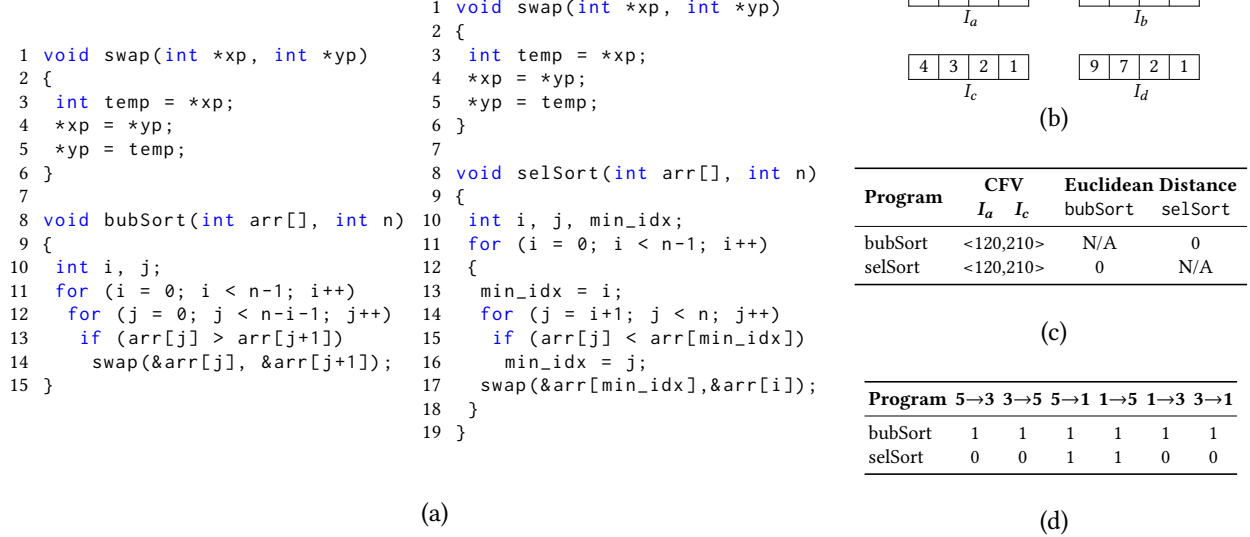 1 void swap(int *xp, int *yp)
2 {
3 int temp = *xp;
4 *xp = *yp;
5 *yp = temp;
6 }
7
8 void bubSort(int arr[], int n)
9 {
10 int i, j;
11 for (i = 0; i < n-1; i++)
12 for (j = 0; j < n-i-1; j++)
13 if (arr[j] > arr[j+1])
14 swap(&arr[j], &arr[j+1]);
15 }
1 void swap(int *xp, int *yp)
2 {
3 int temp = *xp;
4 *xp = *yp;
5 *yp = temp;
6 }
7
8 void selSort(int arr[], int n)
9 {
10 int i, j, min_idx;
11 for (i = 0; i < n-1; i++)
12 {
13 min_idx = i;
14 for (j = i+1; j < n; j++)
15 if (arr[j] < arr[min_idx])
16 min_idx = j;
17 swap(&arr[min_idx],&arr[i]);
18 }
19 }
(a)
I_a I_b
4 3 2 1 9 7 2 1
I_c I_d
(b)
Program CFV Euclidean Distance
I_a I_c bubSort selSort
bubSort <120,210> N/A 0
selSort <120,210> 0 N/A
(c)
Program 5→3 3→5 5→1 1→5 1→3 3→1
bubSort 1 1 1 1 1 1
selSort 0 0 1 1 0 0
(d)